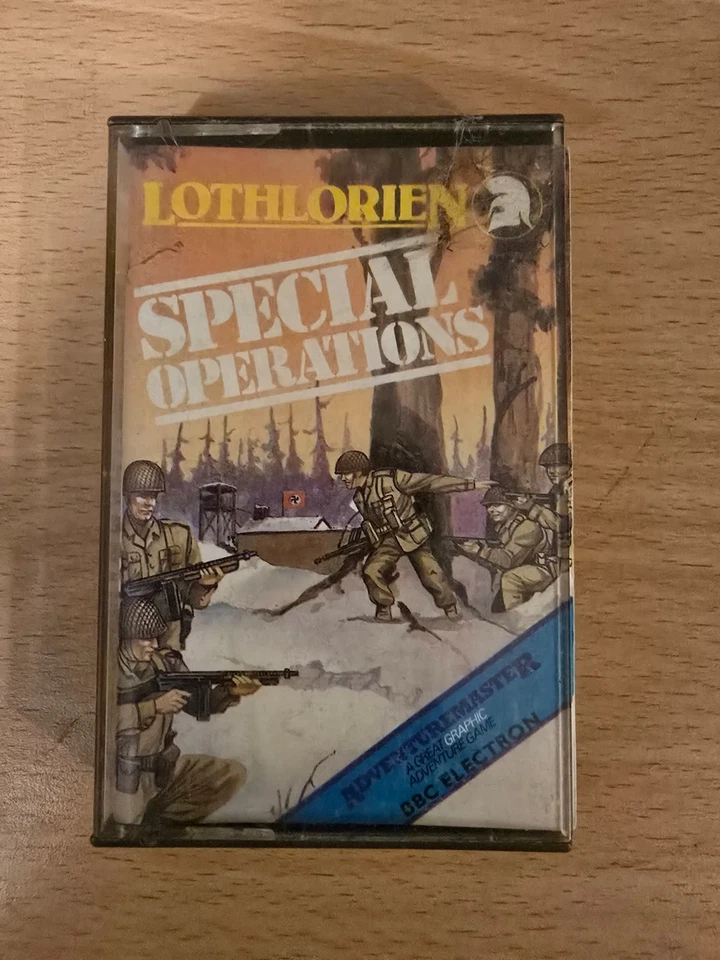 LOTHLORIEN
SPECIAL
OPERATIONS
ADVENTUREMASTER
A GREAT GRAPHIC
ADVENTURE GAME
BBC ELECTRON